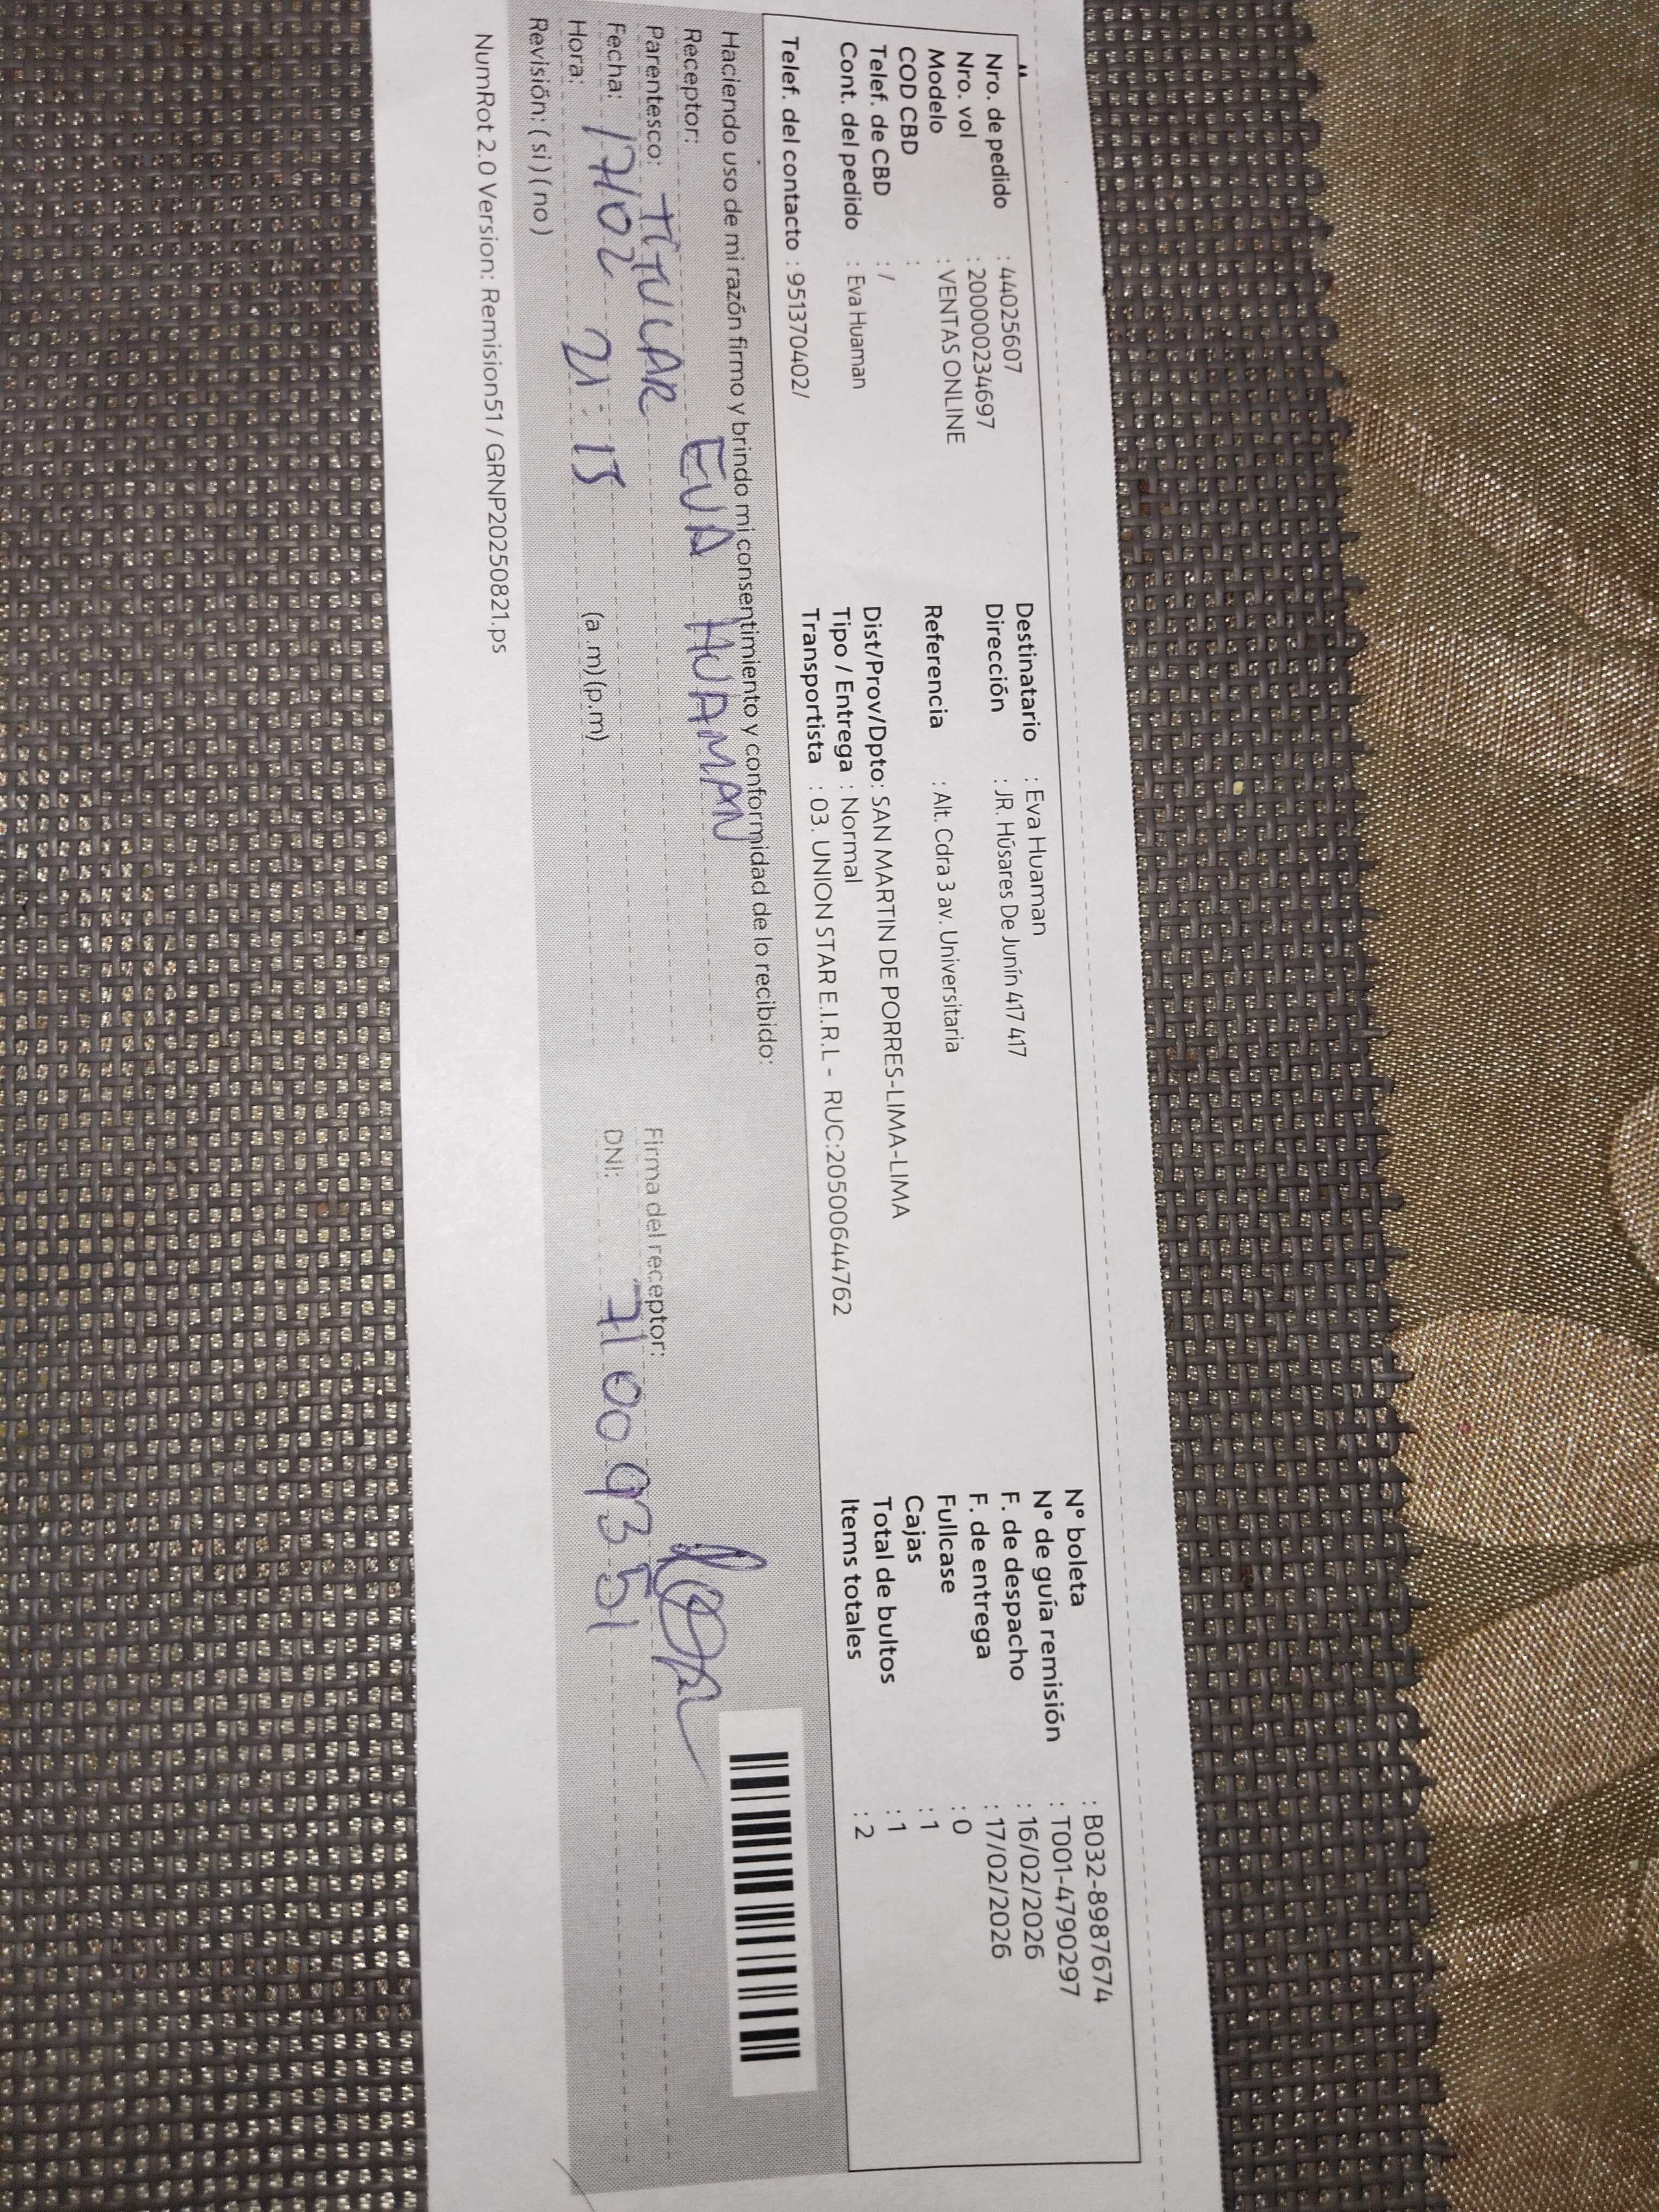 Nro. de pedido : 44025607
Nro. vol : 2000000234697
Modelo : VENTAS ONLINE
COD CBD :
Telef. de CBD : /
Cont. del pedido : Eva Huaman
Telef. del contacto : 951370402/
Destinatario : Eva Huaman
Dirección : JR. Húsares De Junín 417 417
Referencia : Alt. Cdra 3 av. Universitaria
Dist/Prov/Dpto: SAN MARTIN DE PORRES-LIMA-LIMA
Tipo / Entrega : Normal
Transportista : 03. UNION STAR E.I.R.L - RUC:20500644762
N° boleta : B032-8987674
N° de guía remisión : T001-4790297
F. de despacho : 16/02/2026
F. de entrega : 17/02/2026
Fullcase : 0
Cajas : 1
Total de bultos : 1
Items totales : 2
Haciendo uso de mi razón firmo y brindo mi consentimiento y conformidad de lo recibido:
Receptor: EVA HUAMAN
Parentesco: TITULAR
Fecha: 17/02
Hora: 21:15 (a .m) (p.m)
Revisión: ( si ) ( no )
Firma del receptor:
DNI: 71009351
NumRot 2.0 Version: Remision51 / GRNP20250821.ps